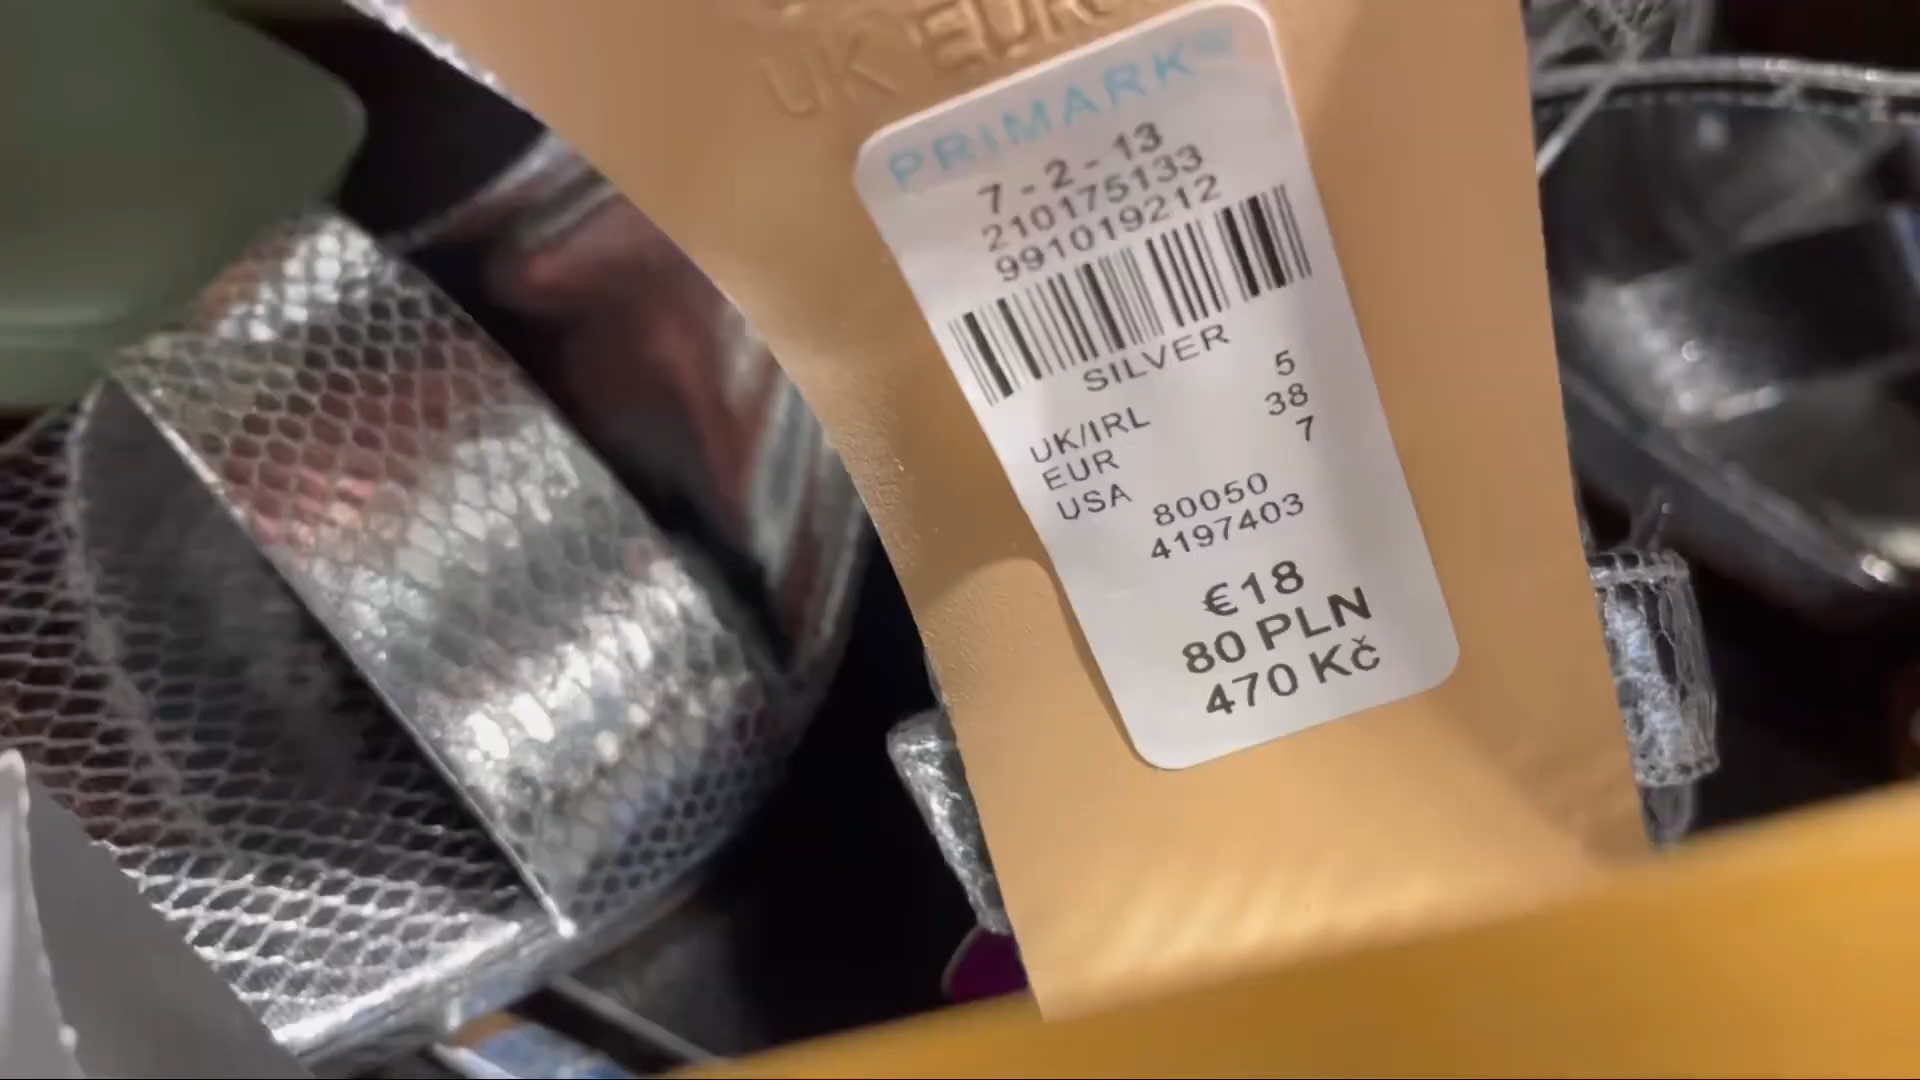 UK EUR
PRIMARK
7 - 2 - 13
210175133
991019212
SILVER
UK/IRL 5
EUR 38
USA 7
80050
4197403
€18
80 PLN
470 Kč